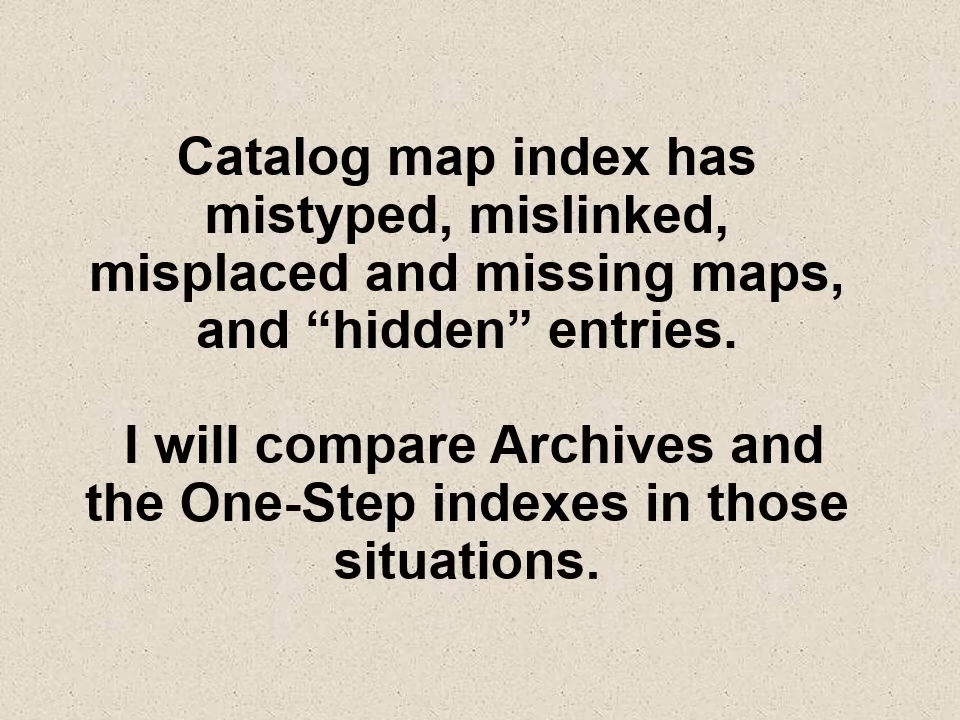 Catalog map index has
mistyped, mislinked,
misplaced and missing maps,
and “hidden” entries.
I will compare Archives and
the One-Step indexes in those
situations.